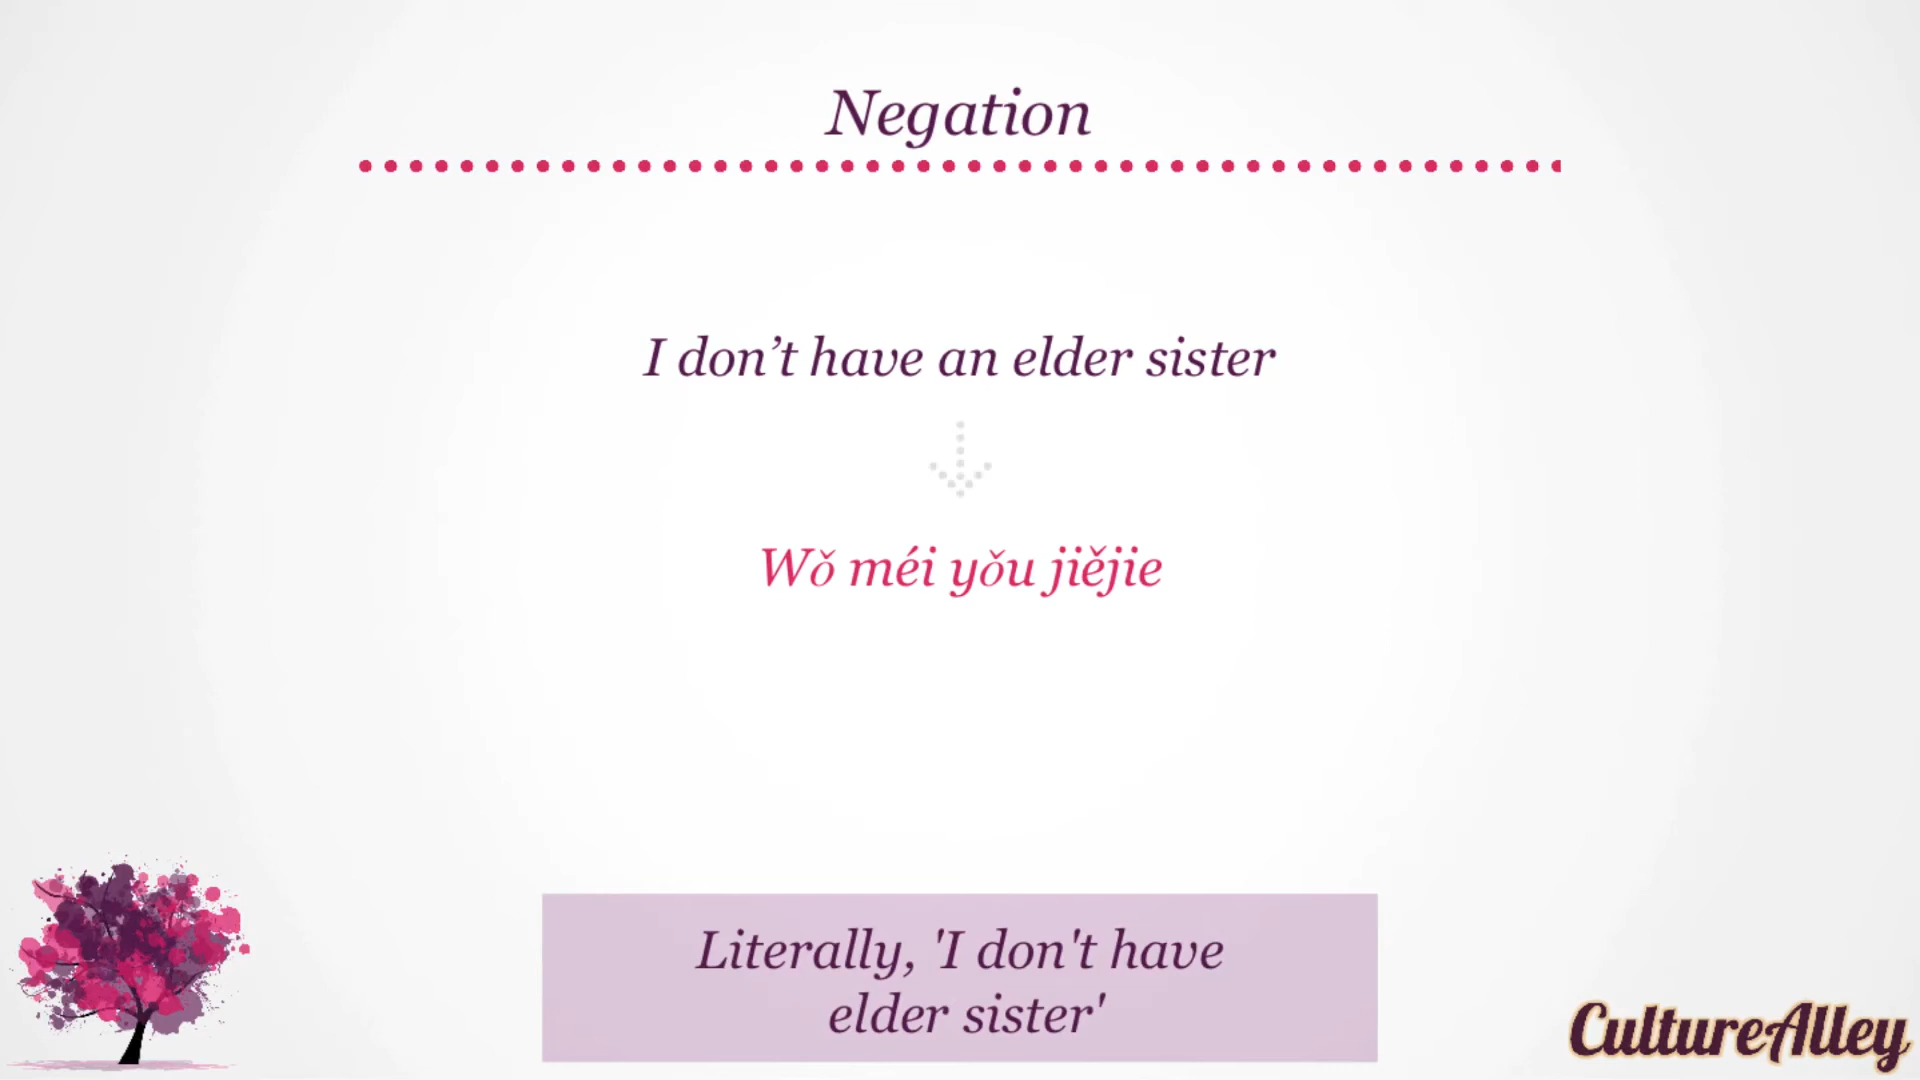 Negation
I don’t have an elder sister
Wǒ méi yǒu jiějie
Literally, 'I don't have
elder sister'
CultureAlley